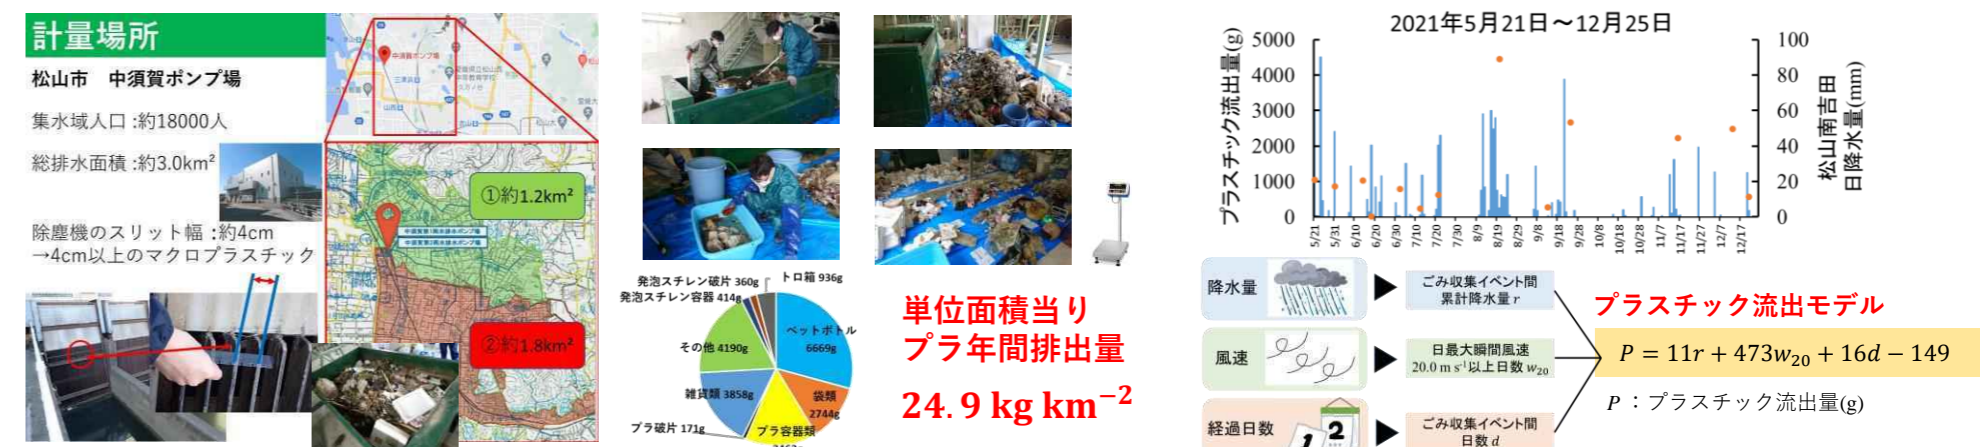 計量場所
松山市　中須賀ポンプ場
集水域人口:約18000人
総排水面積:約3.0km²
除塵機のスリット幅:約4cm
→4cm以上のマクロプラスチック
中須賀ポンプ場
①約1.2km²
②約1.8km²
発泡スチレン破片 360g
トロ箱 936g
発泡スチレン容器 414g
ペットボトル
6669g
その他 4190g
雑貨類 3858g
袋類
2744g
プラ破片 171g
プラ容器類
単位面積当り
プラ年間排出量
24.9 kg km⁻²
2021年5月21日〜12月25日
プラスチック流出量(g)
5000
4000
3000
2000
1000
0
100
80
60
40
20
0
松山南吉田
日降水量(mm)
5/21
5/31
6/10
6/20
6/30
7/10
7/20
7/30
8/9
8/19
8/29
9/8
9/18
9/28
10/8
10/18
10/28
11/7
11/17
11/27
12/7
12/17
降水量
ごみ収集イベント間
累計降水量 r
風速
日最大瞬間風速
20.0 m s⁻¹以上日数 w₂₀
経過日数
1 2
ごみ収集イベント間
日数 d
プラスチック流出モデル
P = 11r + 473w₂₀ + 16d − 149
P ：プラスチック流出量(g)